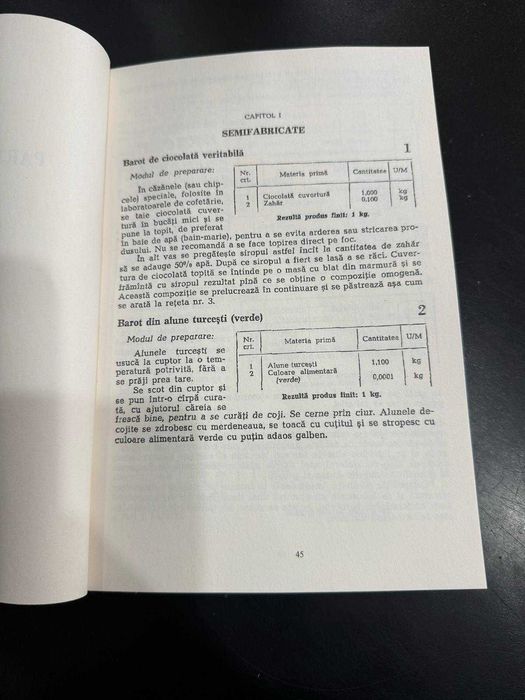 CAPITOL I
SEMIFABRICATE
Barot de ciocolată veritabilă 1
Modul de preparare:
În căzănele (sau chip-
cele) speciale, folosite în
laboratoarele de cofetărie,
se taie ciocolată cuver-
tură în bucăți mici și se
pune la topit, de preferat
Nr. crt. Materia primă Cantitatea U/M
1 Ciocolată cuvertură 1,000 kg
2 Zahăr 0,100 kg
Rezultă produs finit: 1 kg.
în baie de apă (bain-marie), pentru a se evita arderea sau stricarea pro-
dusului. Nu se recomandă a se face topirea direct pe foc.
În alt vas se pregătește siropul astfel încît la cantitatea de zahăr
să se adauge 50% apă. După ce siropul a fiert se lasă a se răci. Cuver-
tura de ciocolată topită se întinde pe o masă cu blat din marmură și se
frămîntă cu siropul rezultat pînă ce se obține o compoziție omogenă.
Această compoziție se prelucrează în continuare și se păstrează așa cum
se arată la rețeta nr. 3.
Barot din alune turcești (verde) 2
Modul de preparare:
Alunele turcești se
usucă la cuptor la o tem-
peratură potrivită, fără a
se prăji prea tare.
Se scot din cuptor și
se pun într-o cîrpă cura-
tă, cu ajutorul căreia se
Nr. crt. Materia primă Cantitatea U/M
1 Alune turcești 1,100 kg
2 Culoare alimentară
(verde) 0,0001 kg
Rezultă produs finit: 1 kg.
freacă bine, pentru a se curăți de coji. Se cerne prin ciur. Alunele de-
cojite se zdrobesc cu merdeneaua, se toacă cu cuțitul și se stropesc cu
culoare alimentară verde cu puțin adaos galben.
45